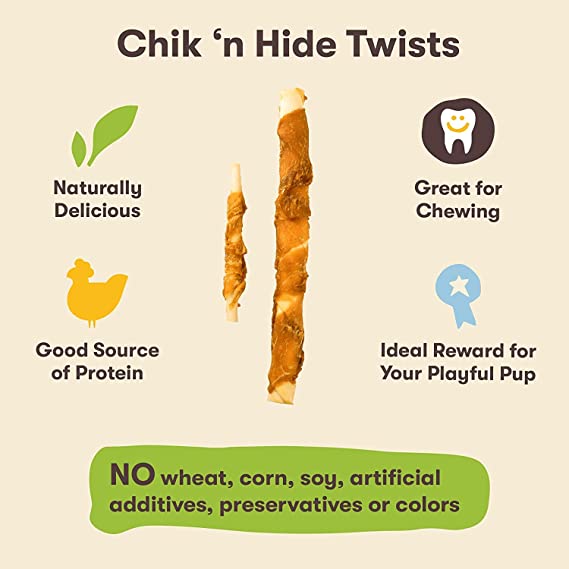 Chik ‘n Hide Twists
Naturally
Delicious
Great for
Chewing
Good Source
of Protein
Ideal Reward for
Your Playful Pup
NO wheat, corn, soy, artificial
additives, preservatives or colors